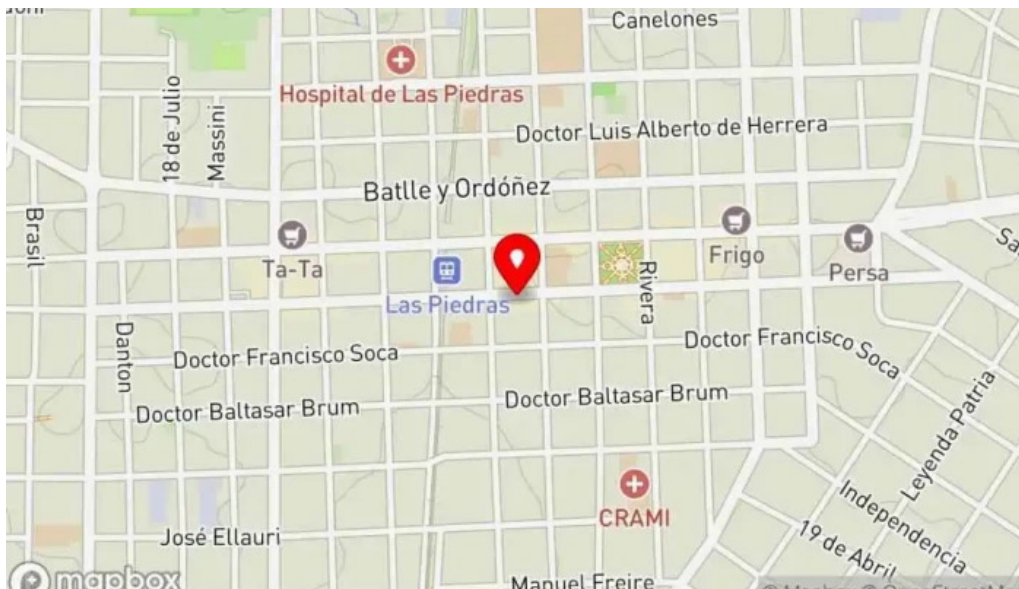 Canelones
Hospital de Las Piedras
18 de Julio
Massini
Doctor Luis Alberto de Herrera
Batlle y Ordóñez
Brasil
Ta-Ta
Las Piedras
Rivera
Frigo
Persa
Danton
Doctor Francisco Soca
Doctor Francisco Soca
Doctor Baltasar Brum
Doctor Baltasar Brum
Leyenda Patria
CRAMI
Independencia
19 de Abril
José Ellauri
Manuel Freire
mapbox